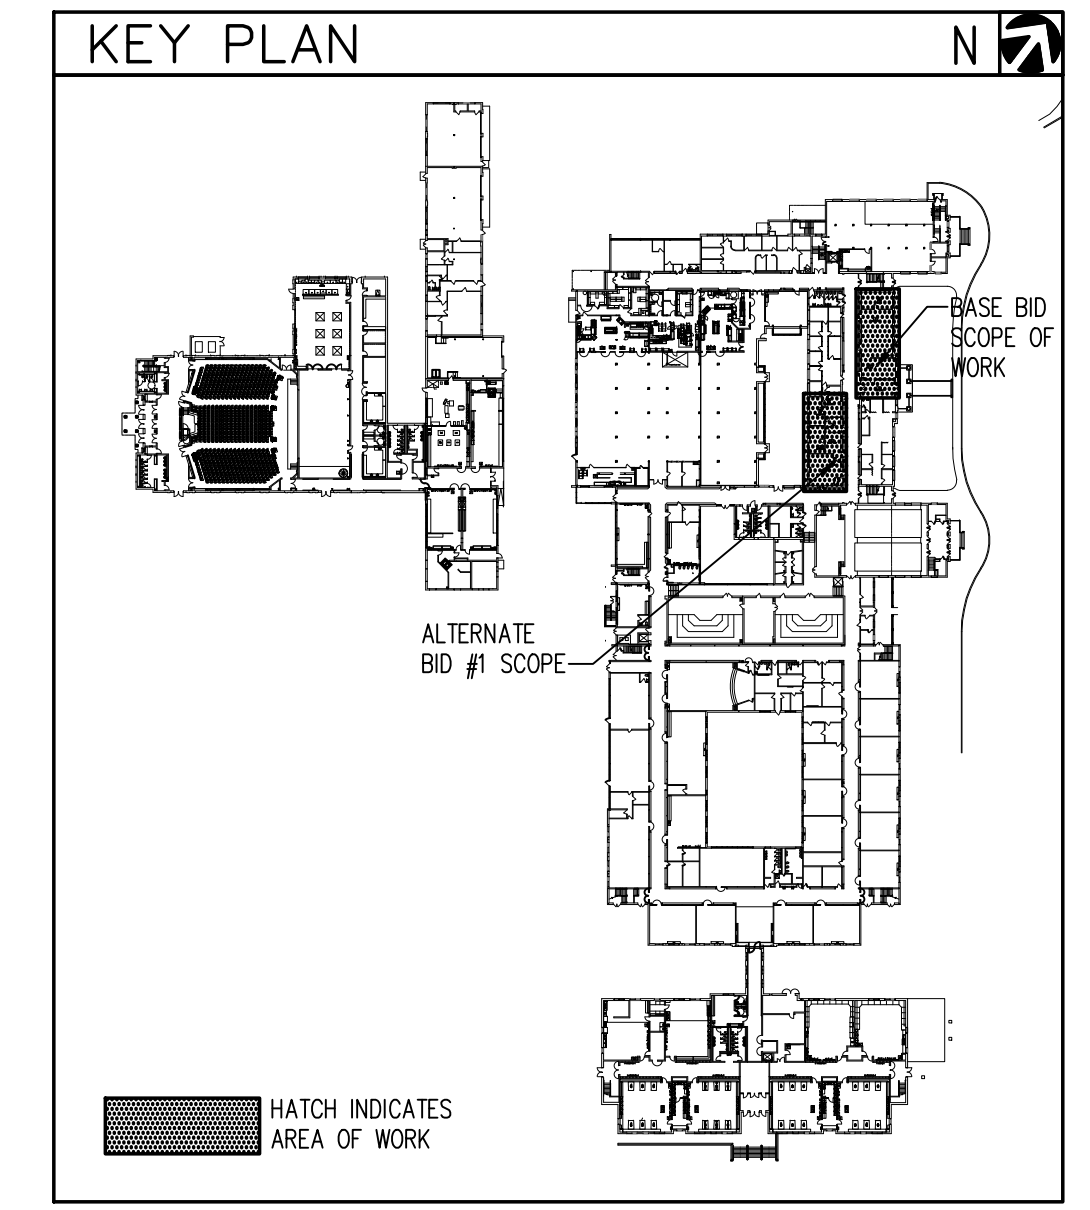 KEY PLAN
N
BASE BID
SCOPE OF
WORK
ALTERNATE
BID #1 SCOPE
HATCH INDICATES
AREA OF WORK